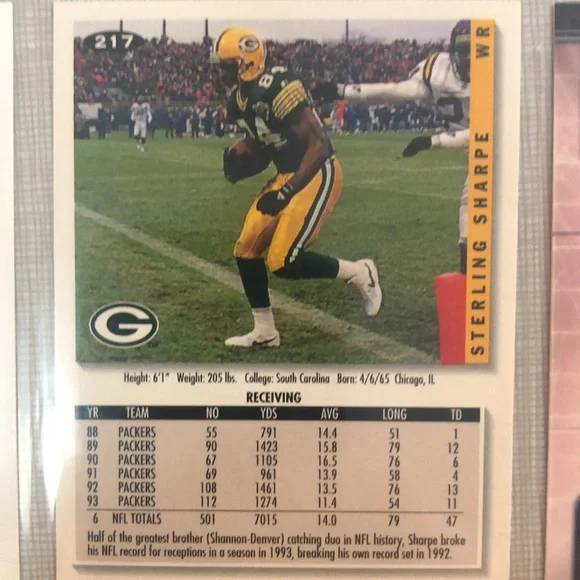 217
WR
STERLING SHARPE
84
G
Height: 6'1" Weight: 205 lbs. College: South Carolina Born: 4/6/65 Chicago, IL
RECEIVING
YR TEAM NO YDS AVG LONG TD
88 PACKERS 55 791 14.4 51 1
89 PACKERS 90 1423 15.8 79 12
90 PACKERS 67 1105 16.5 76 6
91 PACKERS 69 961 13.9 58 4
92 PACKERS 108 1461 13.5 76 13
93 PACKERS 112 1274 11.4 54 11
6 NFL TOTALS 501 7015 14.0 79 47
Half of the greatest brother (Shannon-Denver) catching duo in NFL history, Sharpe broke
his NFL record for receptions in a season in 1993, breaking his own record set in 1992.